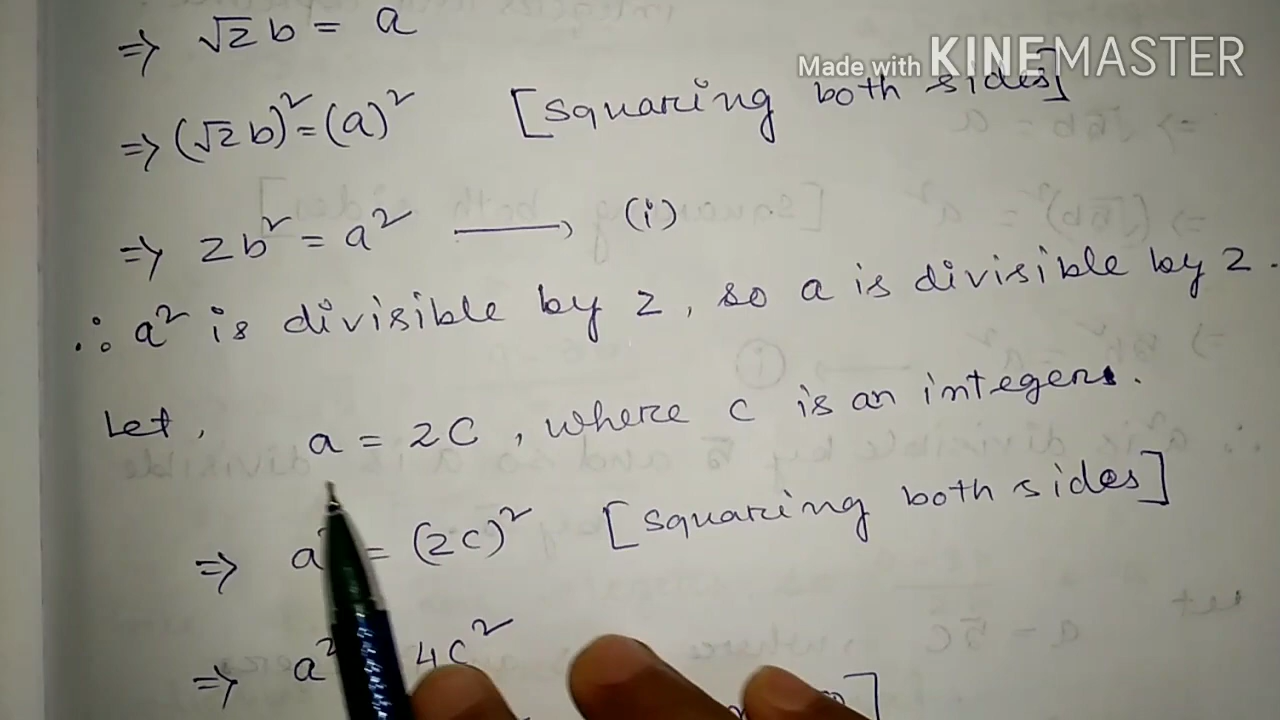 ⇒ √2 b = a
Made with KINEMASTER
⇒ (√2 b)² = (a)² [squaring both sides]
⇒ 2b² = a² ⟶ (i)
∴ a² is divisible by 2, so a is divisible by 2.
Let, a = 2c, where c is an integers.
⇒ a² = (2c)² [squaring both sides]
⇒ a² 4c²